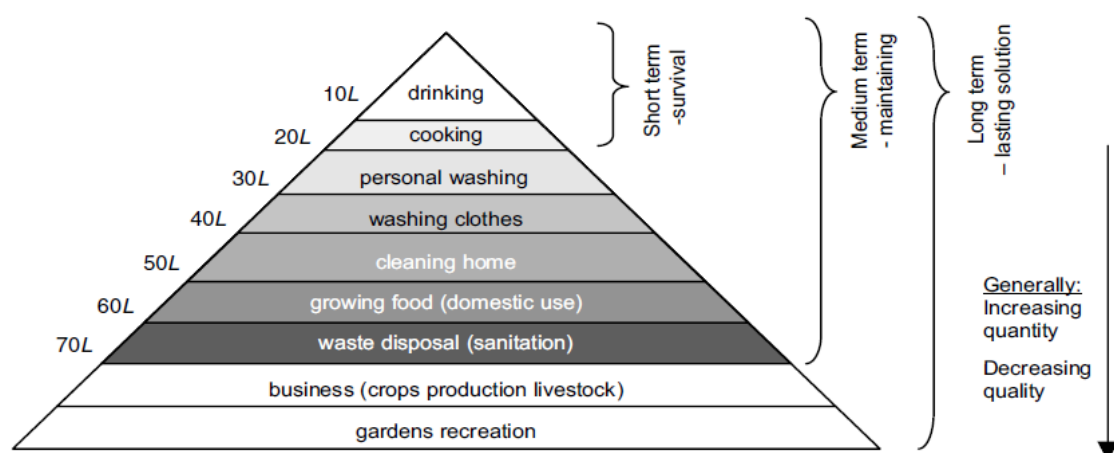 10L
drinking
20L
cooking
30L
personal washing
40L
washing clothes
50L
cleaning home
60L
growing food (domestic use)
70L
waste disposal (sanitation)
business (crops production livestock)
gardens recreation
Short term
-survival
Medium term
- maintaining
Long term
– lasting solution
Generally:
Increasing
quantity
Decreasing
quality